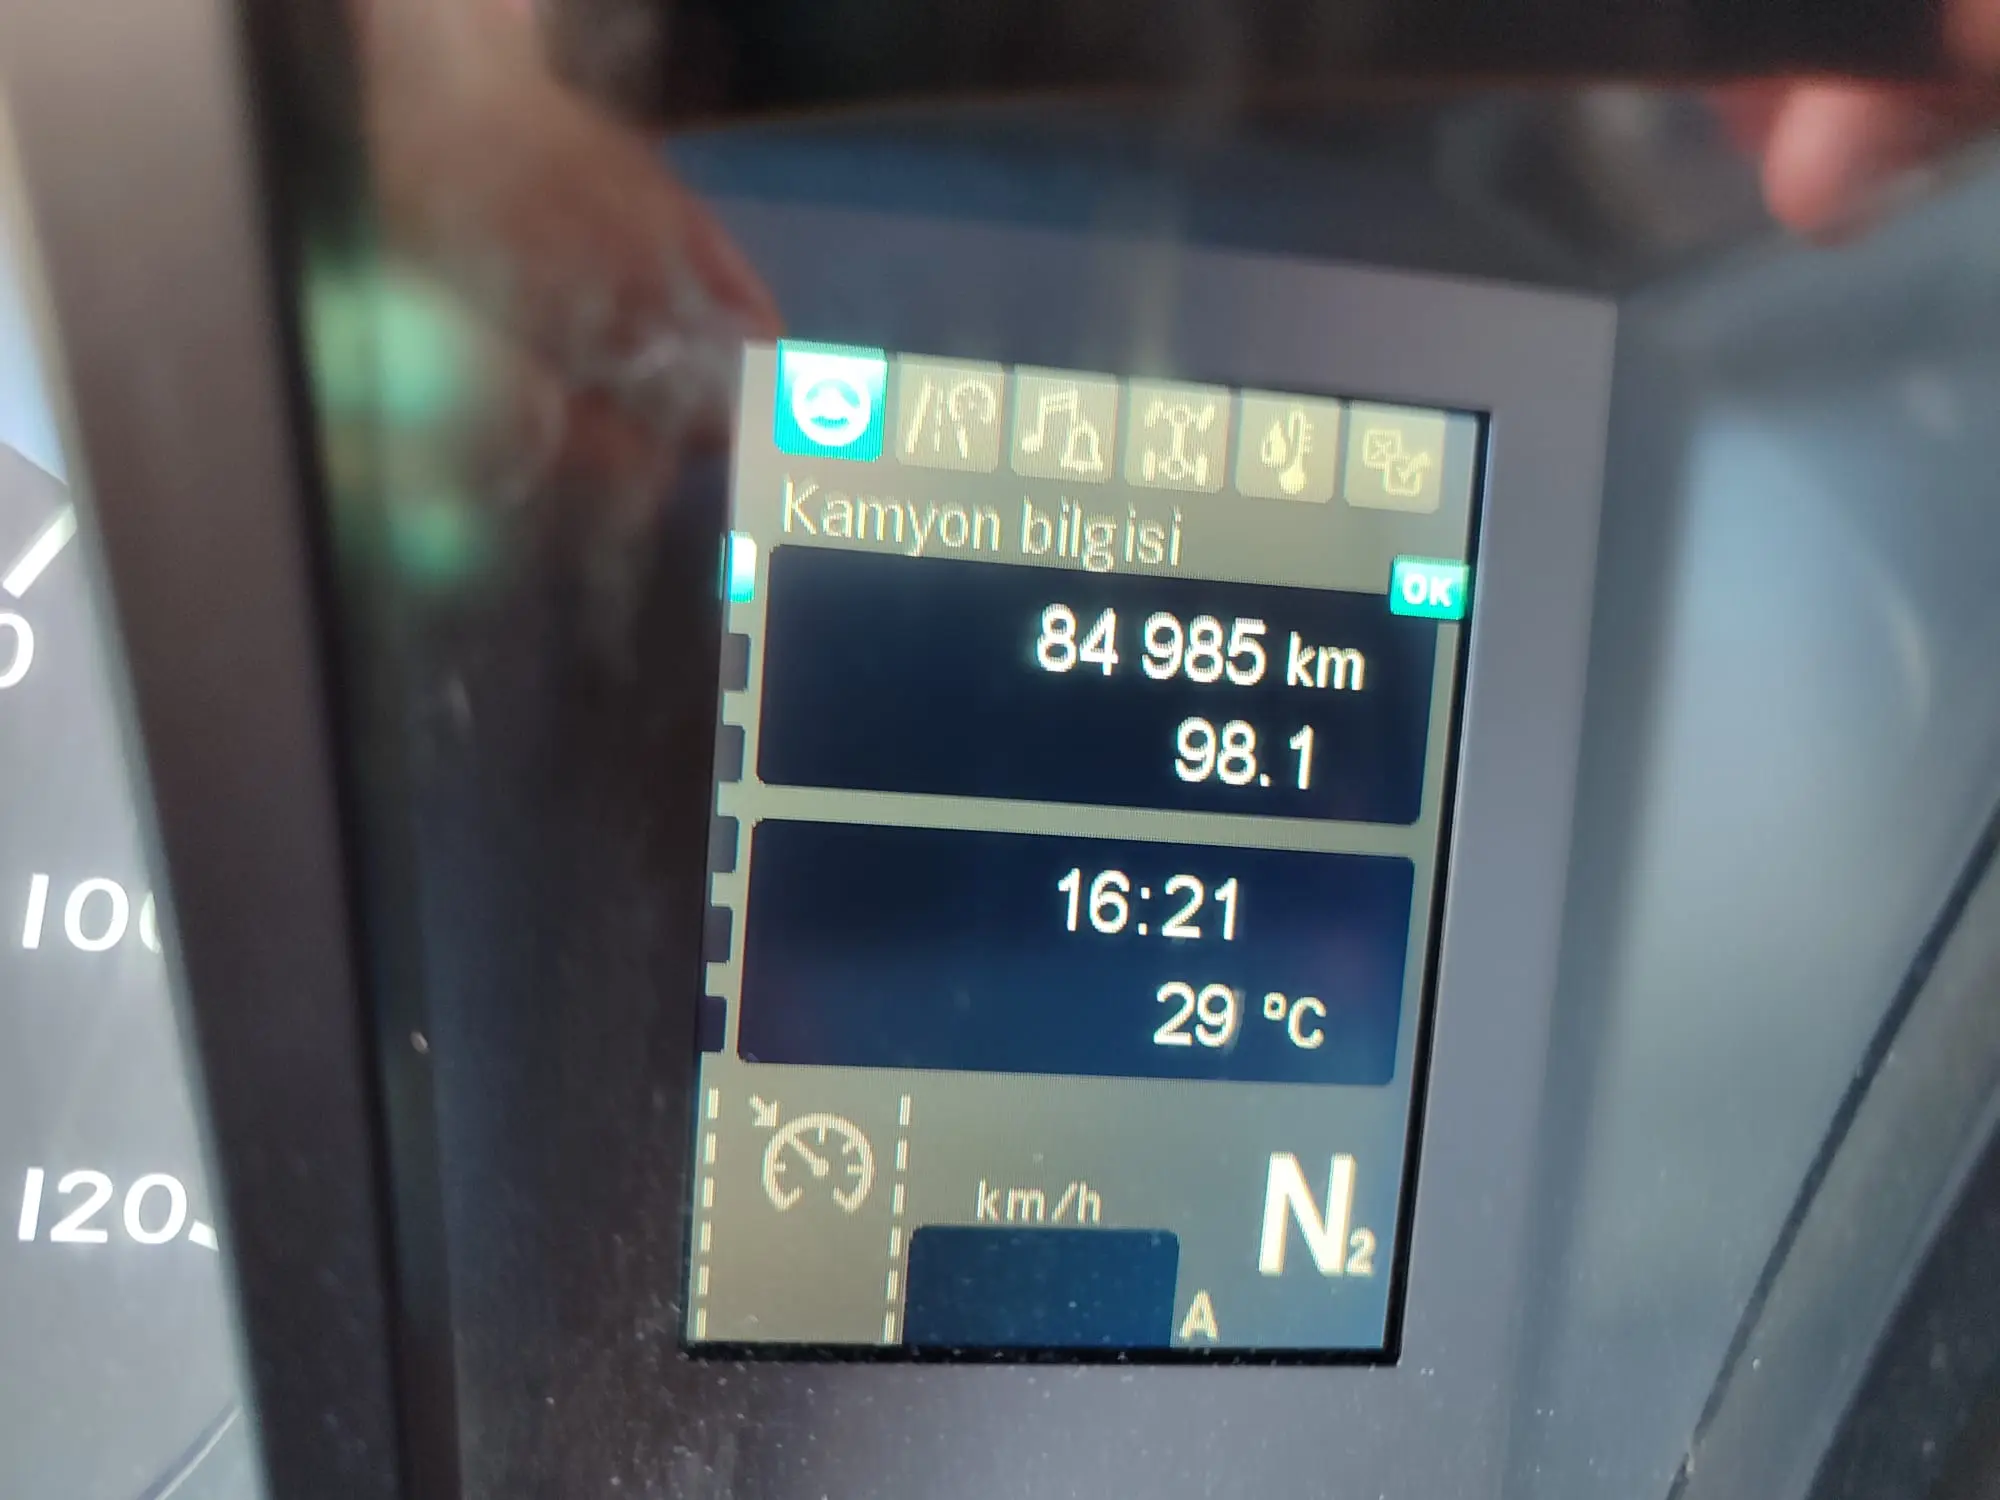 Kamyon bilgisi
OK
84 985 km
98.1
16:21
29 °C
km/h
N2
A
100
120